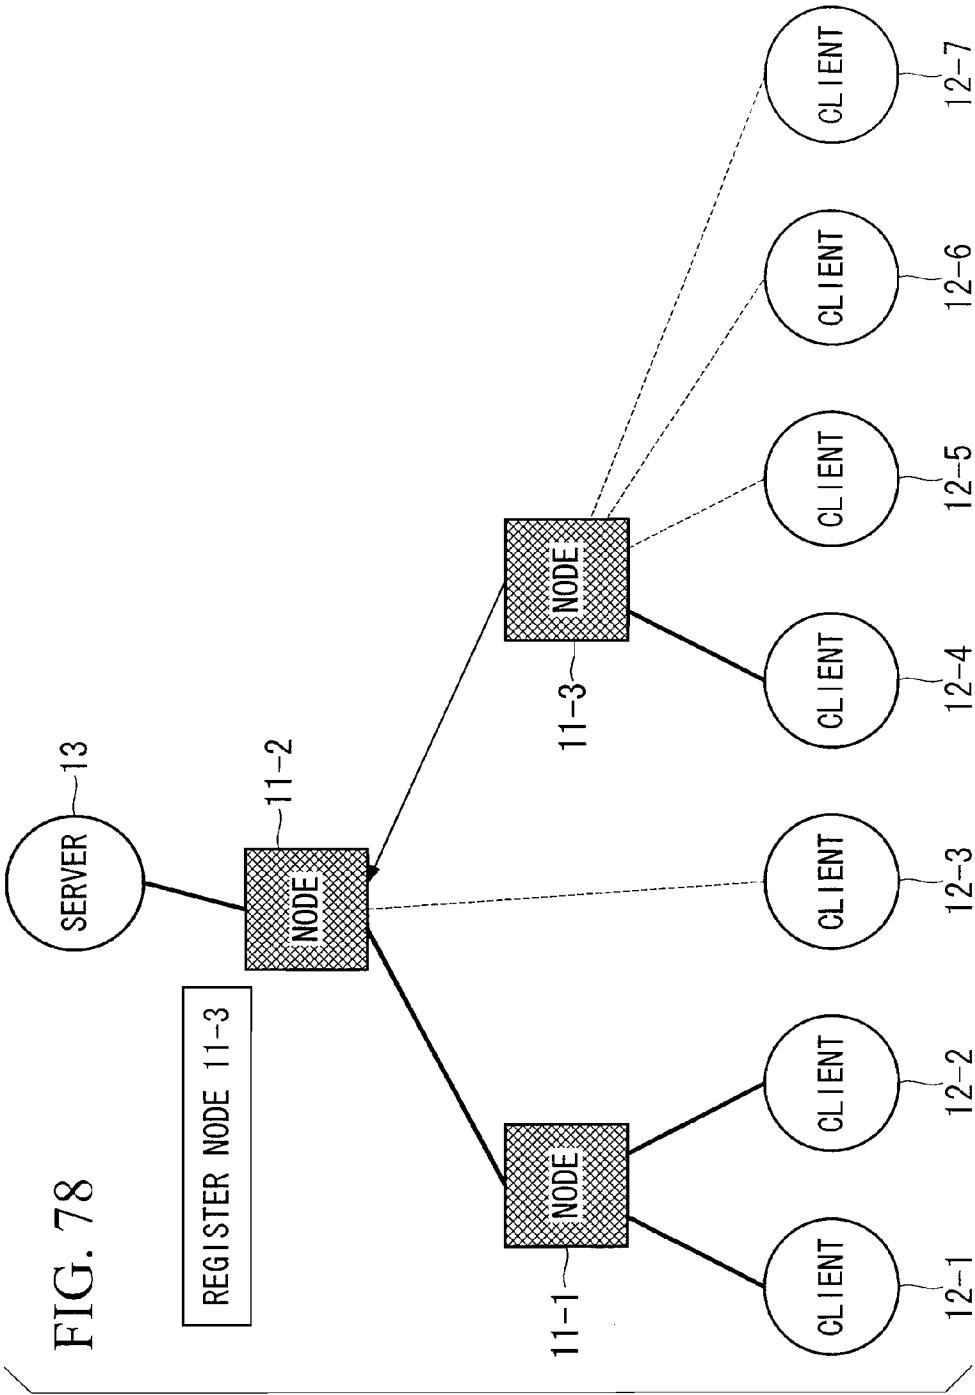 FIG. 78
SERVER
13
REGISTER NODE 11-3
NODE
11-2
NODE
11-1
NODE
11-3
CLIENT
CLIENT
CLIENT
CLIENT
CLIENT
CLIENT
CLIENT
12-1
12-2
12-3
12-4
12-5
12-6
12-7